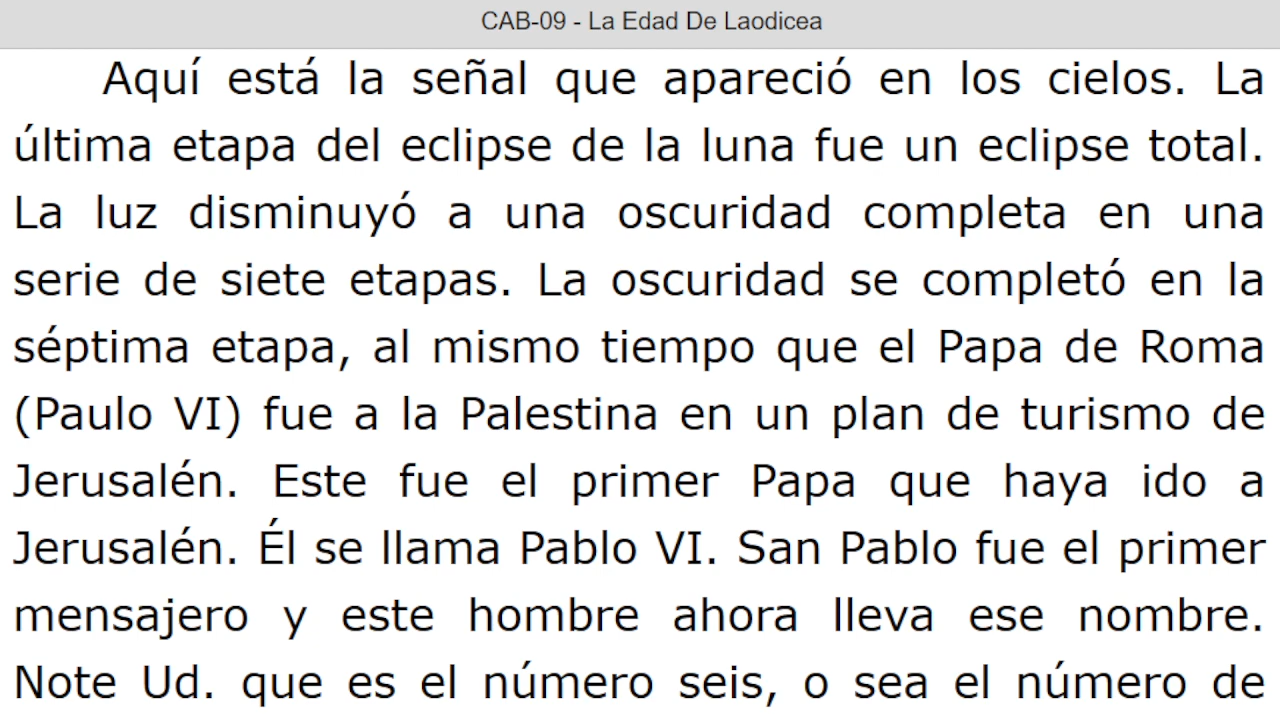 CAB-09 - La Edad De Laodicea
Aquí está la señal que apareció en los cielos. La
última etapa del eclipse de la luna fue un eclipse total.
La luz disminuyó a una oscuridad completa en una
serie de siete etapas. La oscuridad se completó en la
séptima etapa, al mismo tiempo que el Papa de Roma
(Paulo VI) fue a la Palestina en un plan de turismo de
Jerusalén. Este fue el primer Papa que haya ido a
Jerusalén. Él se llama Pablo VI. San Pablo fue el primer
mensajero y este hombre ahora lleva ese nombre.
Note Ud. que es el número seis, o sea el número de